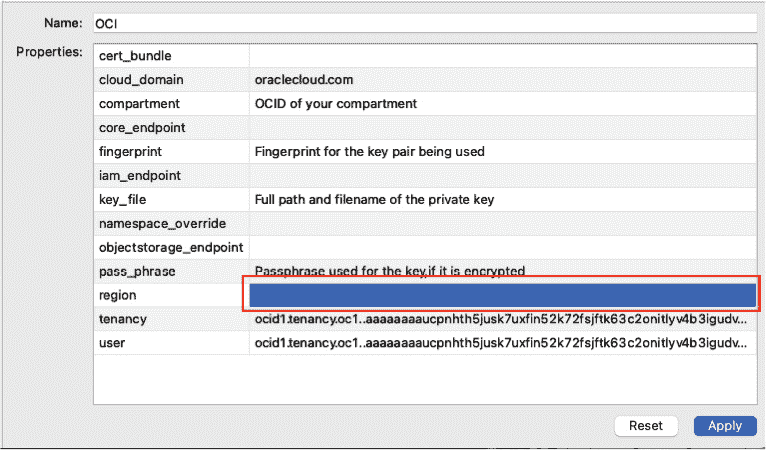 Name: OCI
Properties:
cert_bundle
cloud_domain oraclecloud.com
compartment OCID of your compartment
core_endpoint
fingerprint Fingerprint for the key pair being used
iam_endpoint
key_file Full path and filename of the private key
namespace_override
objectstorage_endpoint
pass_phrase Passphrase used for the key,if it is encrypted
region
tenancy ocid1.tenancy.oc1..aaaaaaaaucpnhth5jusk7uxfin52k72fsjftk63c2onitlyv4b3igudv...
user ocid1.tenancy.oc1..aaaaaaaaucpnhth5jusk7uxfin52k72fsjftk63c2onitlyv4b3igudv...
Reset Apply